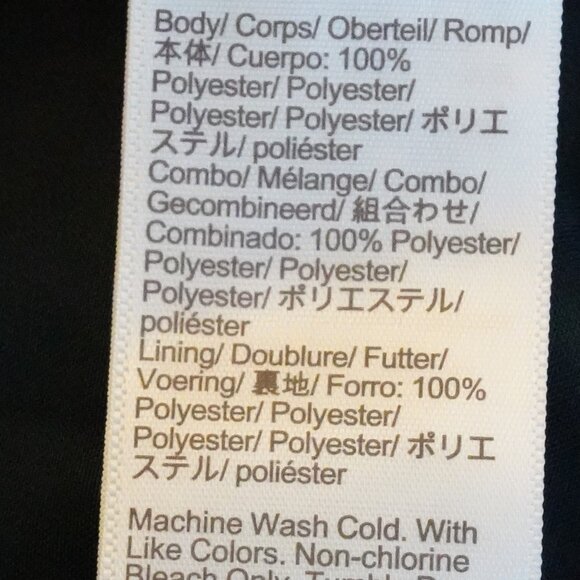 Body/ Corps/ Oberteil/ Romp/
本体/ Cuerpo: 100%
Polyester/ Polyester/
Polyester/ Polyester/ ポリエ
ステル/ poliéster
Combo/ Mélange/ Combo/
Gecombineerd/ 組合わせ/
Combinado: 100% Polyester/
Polyester/ Polyester/
Polyester/ ポリエステル/
poliéster
Lining/ Doublure/ Futter/
Voering/ 裏地/ Forro: 100%
Polyester/ Polyester/
Polyester/ Polyester/ ポリエ
ステル/ poliéster
Machine Wash Cold. With
Like Colors. Non-chlorine
Bleach Only. Tumble